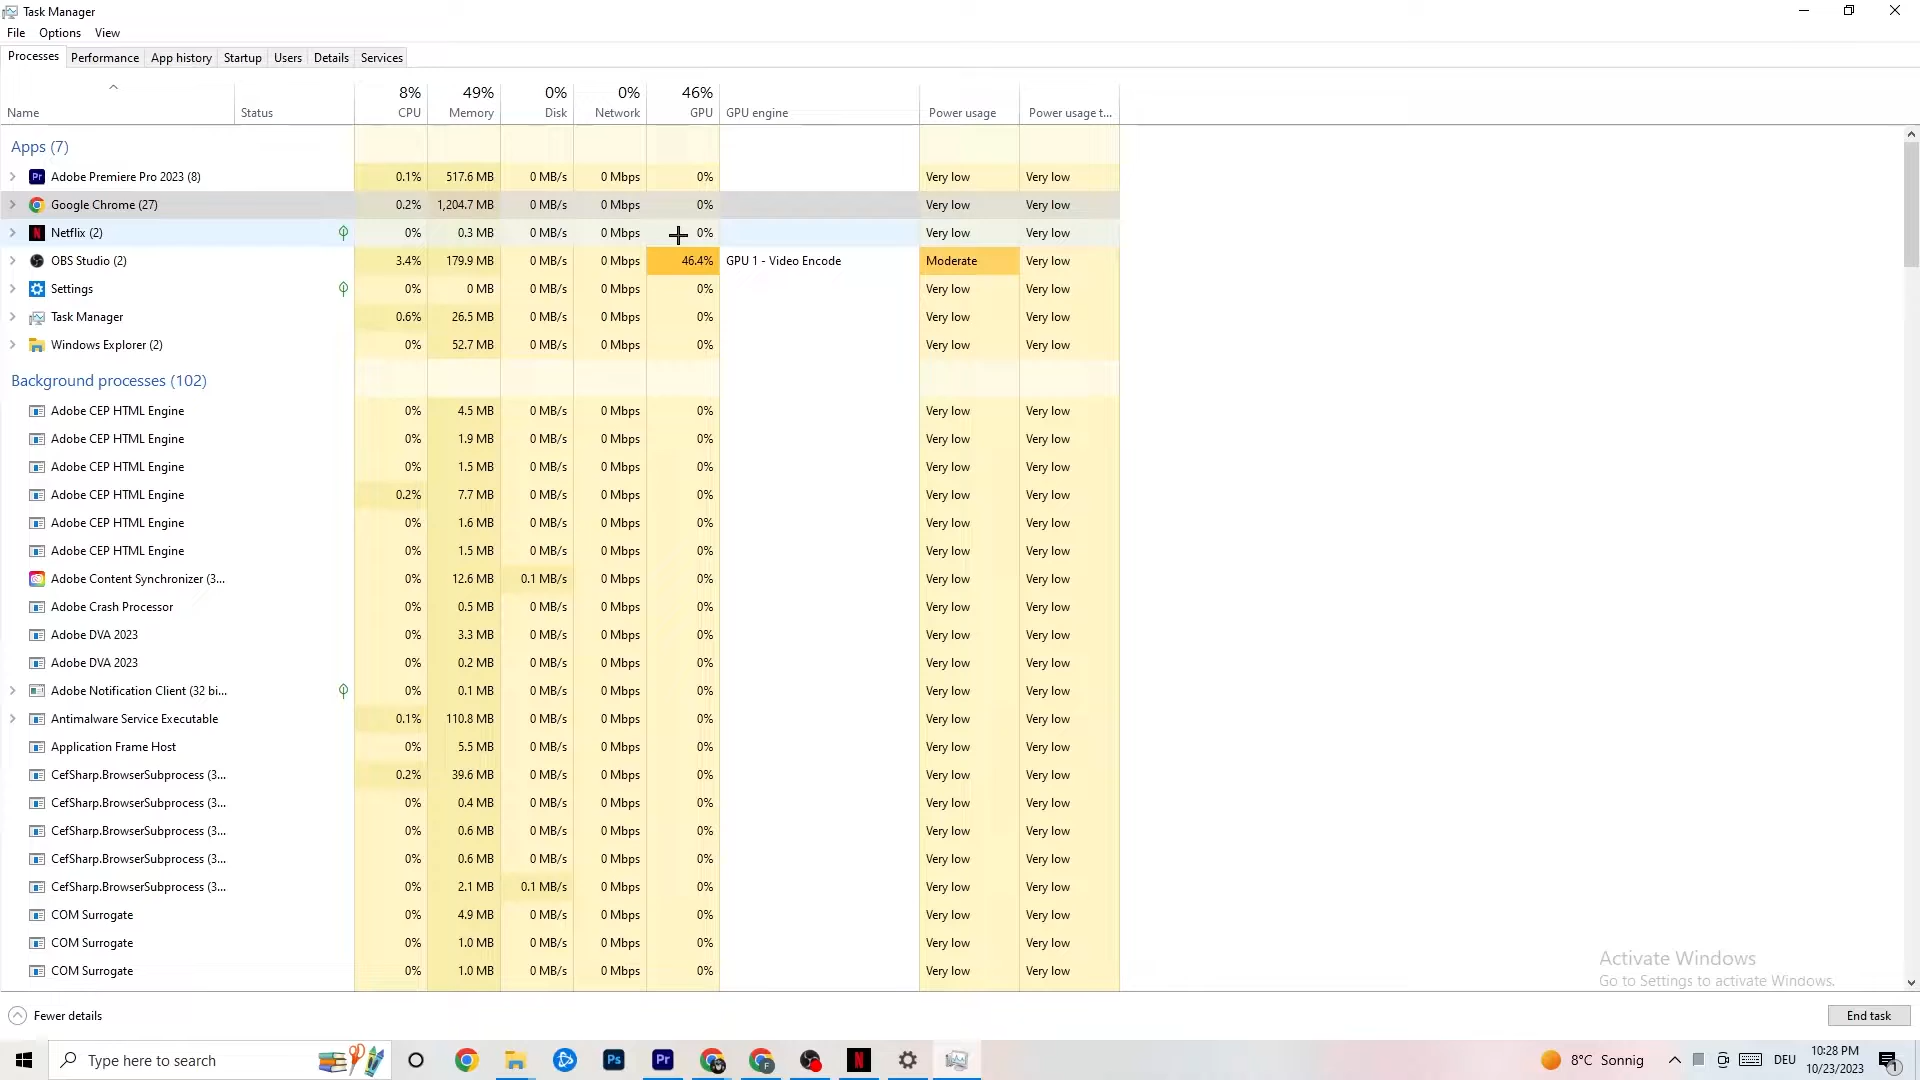 Task Manager
File Options View
Processes Performance App history Startup Users Details Services
8% 49% 0% 0% 46%
Name Status CPU Memory Disk Network GPU GPU engine Power usage Power usage t...
Apps (7)
Adobe Premiere Pro 2023 (8) 0.1% 517.6 MB 0 MB/s 0 Mbps 0% Very low Very low
Google Chrome (27) 0.2% 1,204.7 MB 0 MB/s 0 Mbps 0% Very low Very low
Netflix (2) 0% 0.3 MB 0 MB/s 0 Mbps 0% Very low Very low
OBS Studio (2) 3.4% 179.9 MB 0 MB/s 0 Mbps 46.4% GPU 1 - Video Encode Moderate Very low
Settings 0% 0 MB 0 MB/s 0 Mbps 0% Very low Very low
Task Manager 0.6% 26.5 MB 0 MB/s 0 Mbps 0% Very low Very low
Windows Explorer (2) 0% 52.7 MB 0 MB/s 0 Mbps 0% Very low Very low
Background processes (102)
Adobe CEP HTML Engine 0% 4.5 MB 0 MB/s 0 Mbps 0% Very low Very low
Adobe CEP HTML Engine 0% 1.9 MB 0 MB/s 0 Mbps 0% Very low Very low
Adobe CEP HTML Engine 0% 1.5 MB 0 MB/s 0 Mbps 0% Very low Very low
Adobe CEP HTML Engine 0.2% 7.7 MB 0 MB/s 0 Mbps 0% Very low Very low
Adobe CEP HTML Engine 0% 1.6 MB 0 MB/s 0 Mbps 0% Very low Very low
Adobe CEP HTML Engine 0% 1.5 MB 0 MB/s 0 Mbps 0% Very low Very low
Adobe Content Synchronizer (3... 0% 12.6 MB 0.1 MB/s 0 Mbps 0% Very low Very low
Adobe Crash Processor 0% 0.5 MB 0 MB/s 0 Mbps 0% Very low Very low
Adobe DVA 2023 0% 3.3 MB 0 MB/s 0 Mbps 0% Very low Very low
Adobe DVA 2023 0% 0.2 MB 0 MB/s 0 Mbps 0% Very low Very low
Adobe Notification Client (32 bi... 0% 0.1 MB 0 MB/s 0 Mbps 0% Very low Very low
Antimalware Service Executable 0.1% 110.8 MB 0 MB/s 0 Mbps 0% Very low Very low
Application Frame Host 0% 5.5 MB 0 MB/s 0 Mbps 0% Very low Very low
CefSharp.BrowserSubprocess (3... 0.2% 39.6 MB 0 MB/s 0 Mbps 0% Very low Very low
CefSharp.BrowserSubprocess (3... 0% 0.4 MB 0 MB/s 0 Mbps 0% Very low Very low
CefSharp.BrowserSubprocess (3... 0% 0.6 MB 0 MB/s 0 Mbps 0% Very low Very low
CefSharp.BrowserSubprocess (3... 0% 0.6 MB 0 MB/s 0 Mbps 0% Very low Very low
CefSharp.BrowserSubprocess (3... 0% 2.1 MB 0.1 MB/s 0 Mbps 0% Very low Very low
COM Surrogate 0% 4.9 MB 0 MB/s 0 Mbps 0% Very low Very low
COM Surrogate 0% 1.0 MB 0 MB/s 0 Mbps 0% Very low Very low
COM Surrogate 0% 1.0 MB 0 MB/s 0 Mbps 0% Very low Very low
Activate Windows
Go to Settings to activate Windows.
Fewer details End task
Type here to search Ps Pr F N 8°C Sonnig DEU 10:28 PM
10/23/2023 1